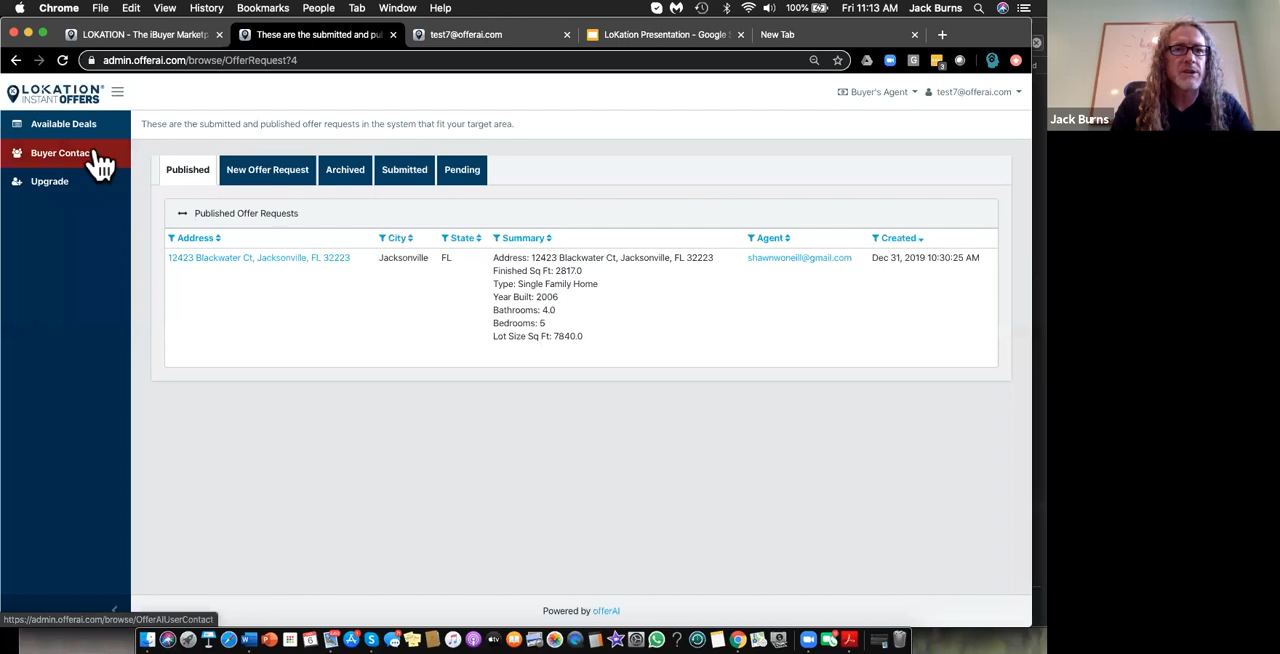 Chrome File Edit View History Bookmarks People Tab Window Help 100% Fri 11:13 AM Jack Burns
LOKATION - The iBuyer Marketp × These are the submitted and pu × test7@offerai.com × LoKation Presentation - Google S × New Tab × +
admin.offerai.com/browse/OfferRequest?4
LOKATION
INSTANT OFFERS
Buyer's Agent test7@offerai.com
Jack Burns
Available Deals
These are the submitted and published offer requests in the system that fit your target area.
Buyer Contac
Upgrade
Published New Offer Request Archived Submitted Pending
Published Offer Requests
Address City State Summary Agent Created
12423 Blackwater Ct, Jacksonville, FL 32223 Jacksonville FL Address: 12423 Blackwater Ct, Jacksonville, FL 32223 shawnwoneill@gmail.com Dec 31, 2019 10:30:25 AM
Finished Sq Ft: 2817.0
Type: Single Family Home
Year Built: 2006
Bathrooms: 4.0
Bedrooms: 5
Lot Size Sq Ft: 7840.0
Powered by offerAI
https://admin.offerai.com/browse/OfferAIUserContact